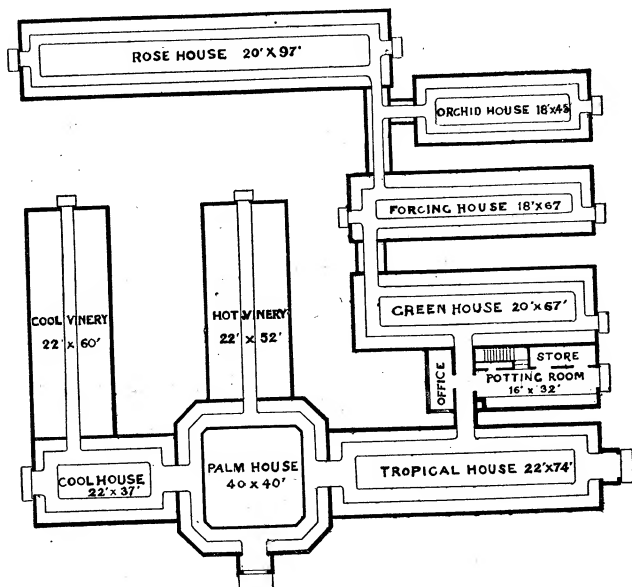 ROSE HOUSE 20' X 97'
ORCHID HOUSE 18'x45'
FORCING HOUSE 18'x67
GREEN HOUSE 20'x67'
COOL VINERY
22' x 60'
HOT VINERY
22' x 52'
OFFICE
STORE
POTTING ROOM
16' x 32'
COOL HOUSE
22' x 37'
PALM HOUSE
40 x 40'
TROPICAL HOUSE 22'x74'